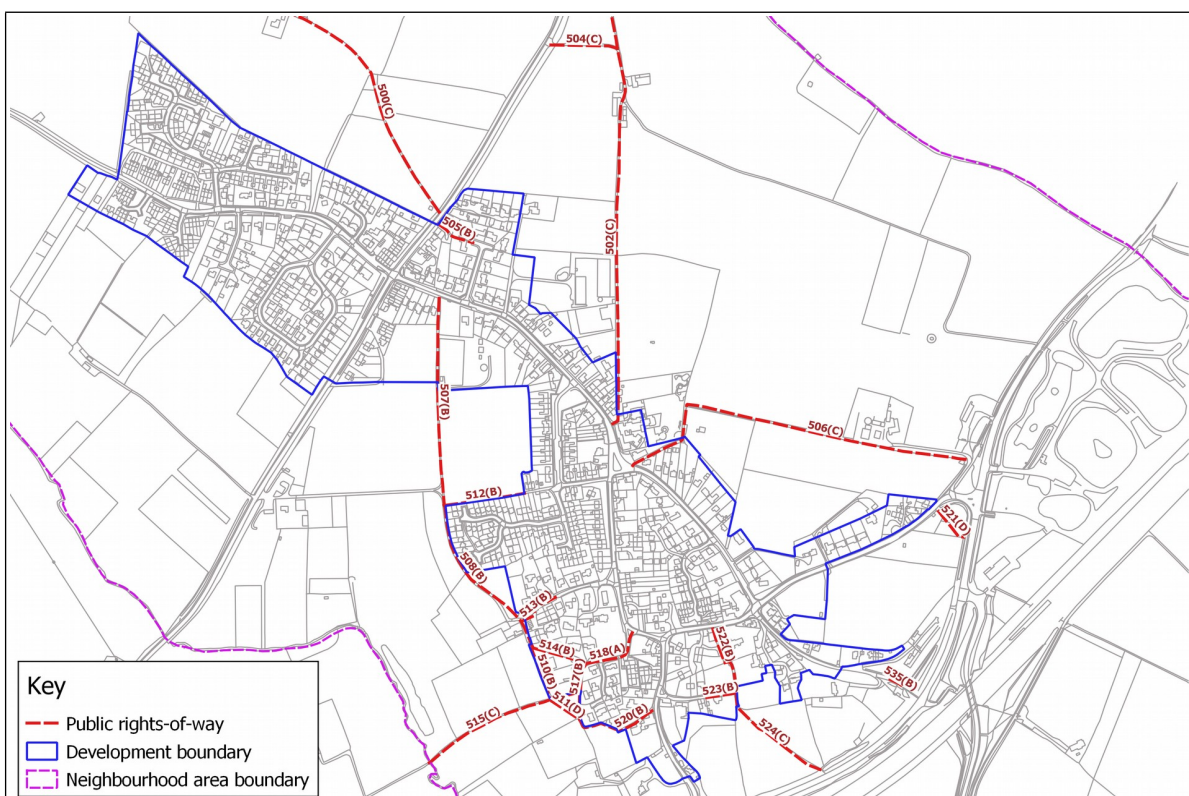 504(C)
500(C)
505(B)
502(C)
507(B)
506(C)
512(B)
521(D)
508(B)
513(B)
514(B)
518(A)
522(B)
510(B)
517(B)
535(B)
511(D)
523(B)
515(C)
520(B)
524(C)
Key
Public rights-of-way
Development boundary
Neighbourhood area boundary